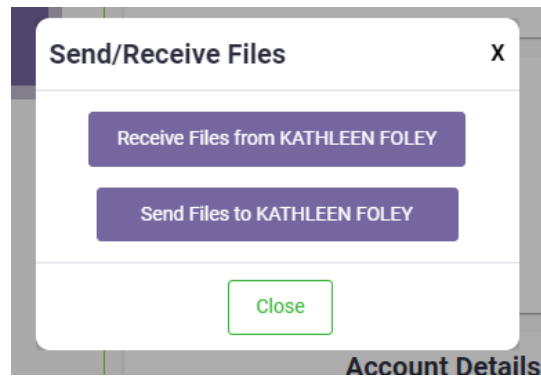 Send/Receive Files
X
Receive Files from KATHLEEN FOLEY
Send Files to KATHLEEN FOLEY
Close
Account Details